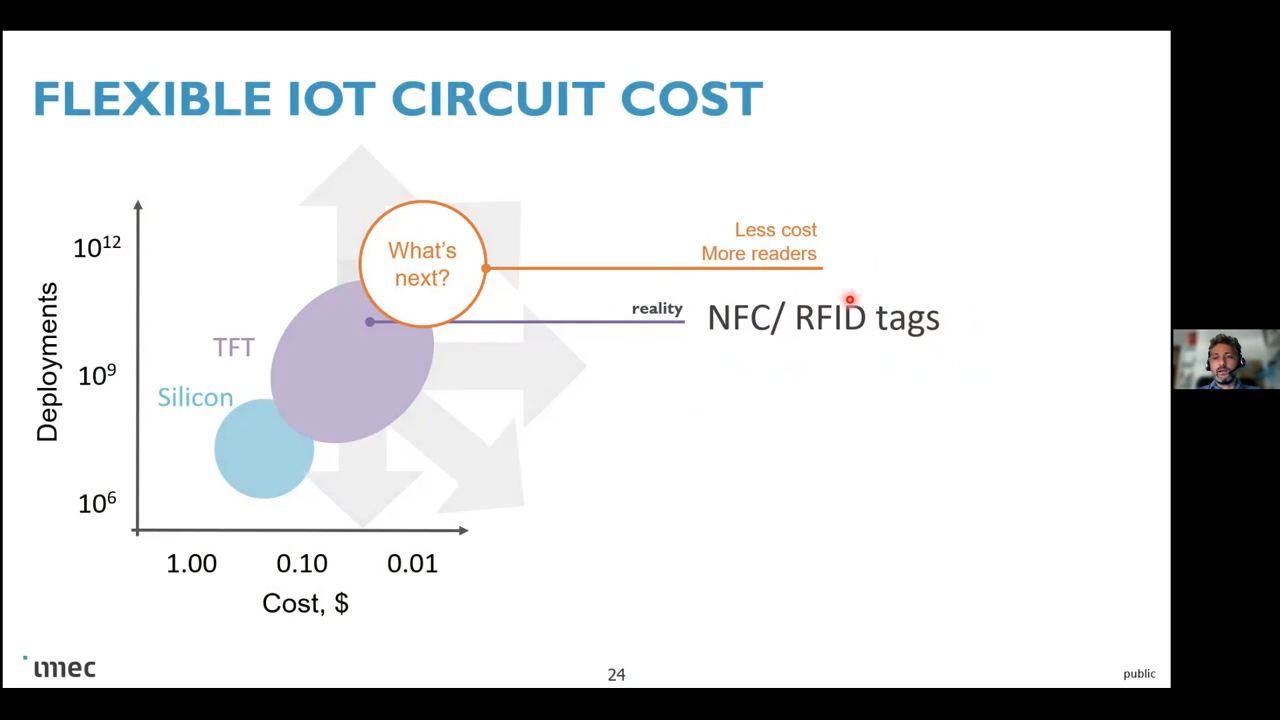 FLEXIBLE IOT CIRCUIT COST
Deployments
10¹²
10⁹
10⁶
TFT
Silicon
What's
next?
Less cost
More readers
reality
NFC/ RFID tags
1.00 0.10 0.01
Cost, $
imec
24
public